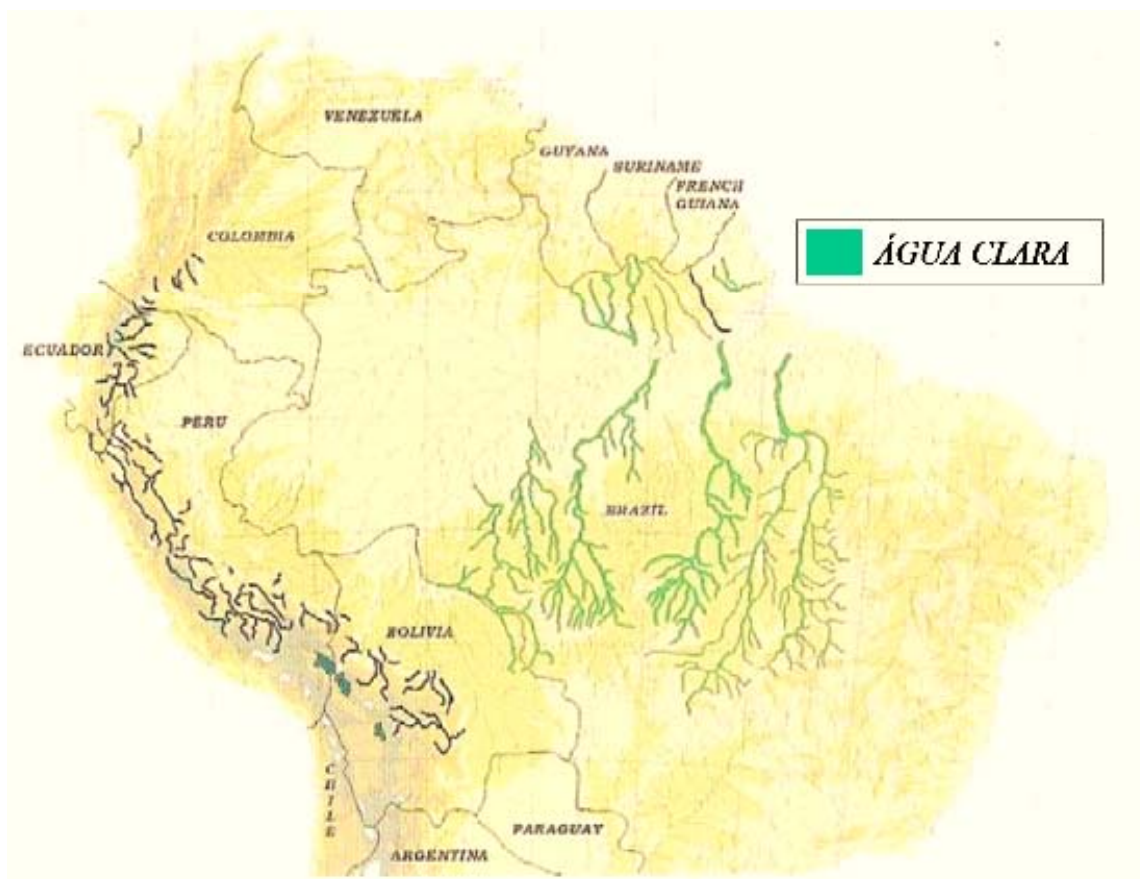 VENEZUELA
GUYANA
SURINAME
FRENCH
GUIANA
COLOMBIA
ÁGUA CLARA
ECUADOR
PERU
BRAZIL
BOLIVIA
CHILE
PARAGUAY
ARGENTINA